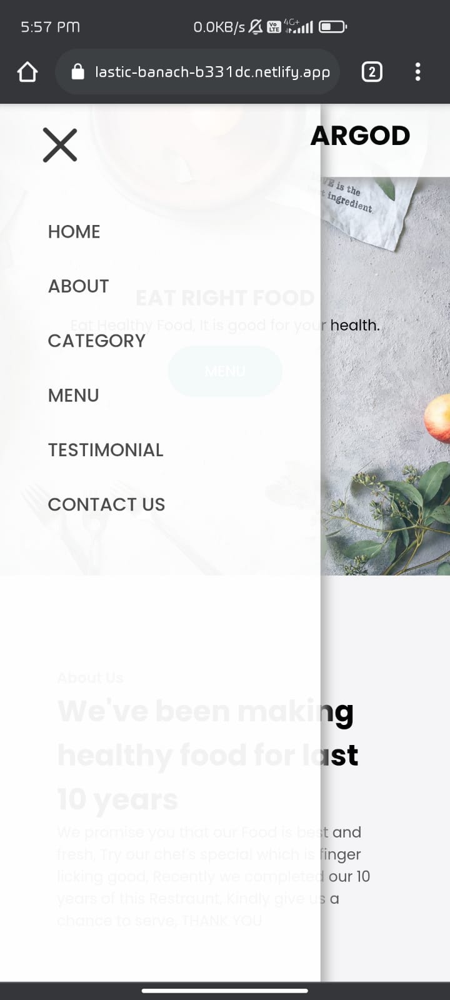 5:57 PM
0.0KB/s
Vo
LTE
4G+
lastic-banach-b331dc.netlify.app
2
ARGOD
VE is the
t ingredient.
HOME
ABOUT
EAT RIGHT FOOD
Eat Healthy Food, It is good for your health.
CATEGORY
MENU
MENU
TESTIMONIAL
CONTACT US
About Us
We've been making
healthy food for last
10 years
We promise you that our Food is best and
fresh, Try our chef's special which is finger
licking good, Recently we completed our 10
years of this Restraunt, Kindly give us a
chance to serve, THANK YOU